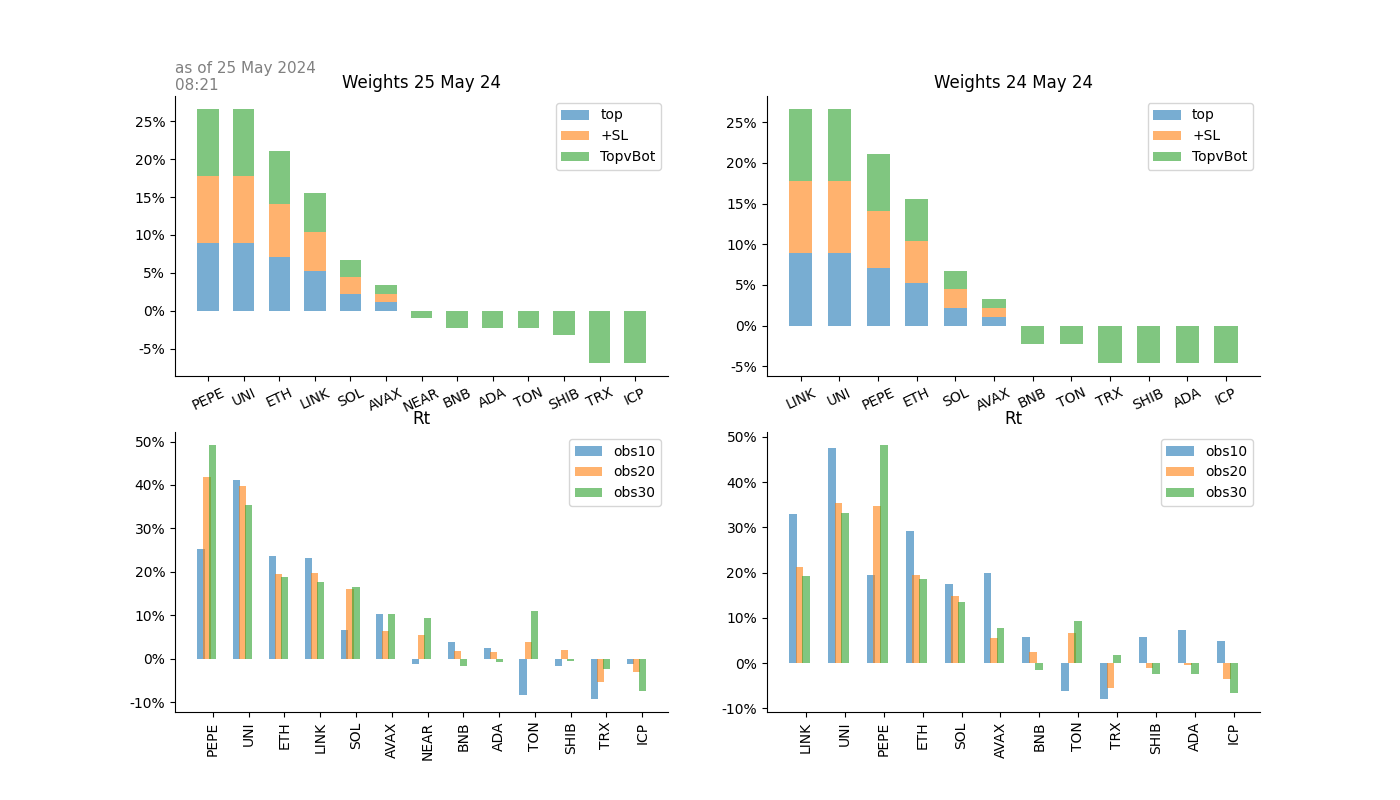 as of 25 May 2024
08:21
Weights 25 May 24
25%
20%
15%
10%
5%
0%
-5%
top
+SL
TopvBot
PEPE UNI ETH LINK SOL AVAX NEAR BNB ADA TON SHIB TRX ICP
Weights 24 May 24
25%
20%
15%
10%
5%
0%
-5%
top
+SL
TopvBot
LINK UNI PEPE ETH SOL AVAX BNB TON TRX SHIB ADA ICP
Rt
50%
40%
30%
20%
10%
0%
-10%
obs10
obs20
obs30
PEPE UNI ETH LINK SOL AVAX NEAR BNB ADA TON SHIB TRX ICP
Rt
50%
40%
30%
20%
10%
0%
-10%
obs10
obs20
obs30
LINK UNI PEPE ETH SOL AVAX BNB TON TRX SHIB ADA ICP